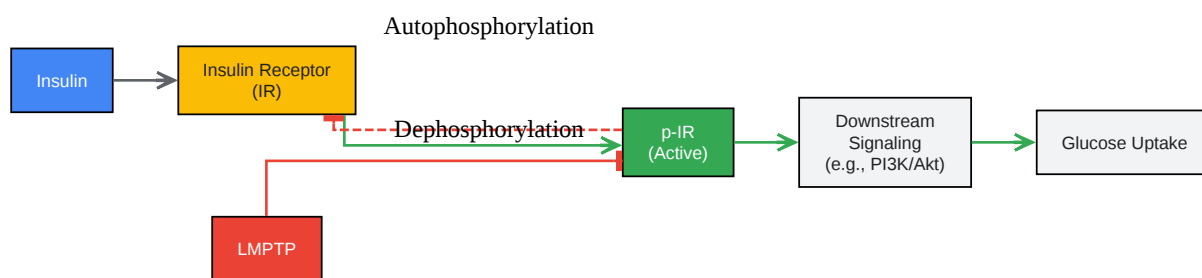 Autophosphorylation
Insulin
Insulin Receptor
(IR)
Dephosphorylation
p-IR
(Active)
Downstream
Signaling
(e.g., PI3K/Akt)
Glucose Uptake
LMPTP